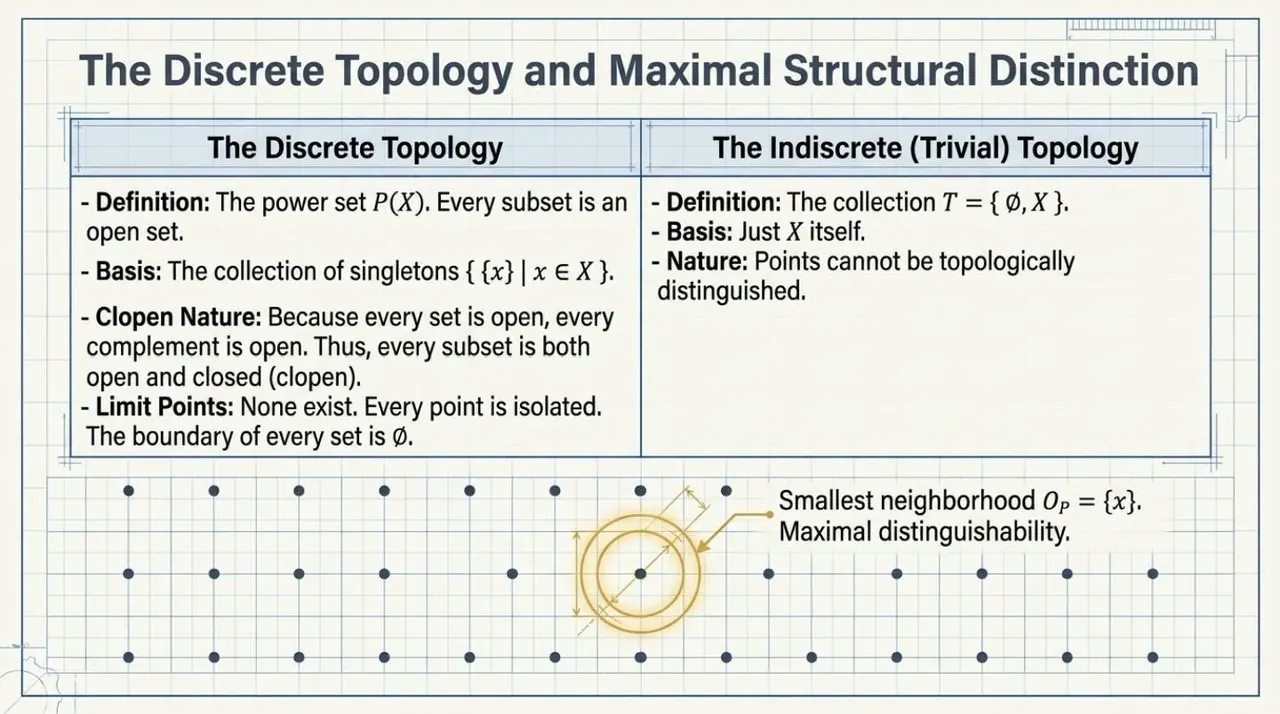 The Discrete Topology and Maximal Structural Distinction
The Discrete Topology
- Definition: The power set P(X). Every subset is an
open set.
- Basis: The collection of singletons { {x} | x ∈ X }.
- Clopen Nature: Because every set is open, every
complement is open. Thus, every subset is both
open and closed (clopen).
- Limit Points: None exist. Every point is isolated.
The boundary of every set is ∅.
The Indiscrete (Trivial) Topology
- Definition: The collection T = { ∅, X }.
- Basis: Just X itself.
- Nature: Points cannot be topologically
distinguished.
Smallest neighborhood O_P = {x}.
Maximal distinguishability.